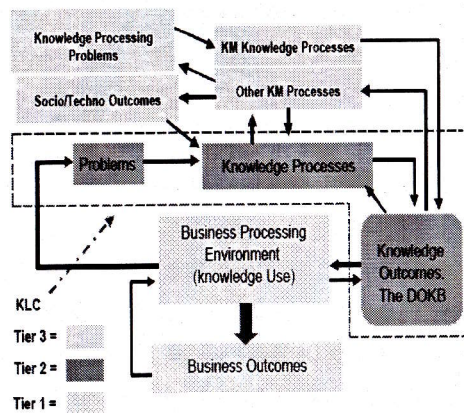 Knowledge Processing
Problems
KM Knowledge Processes
Socio/Techno Outcomes
Other KM Processes
Problems
Knowledge Processes
Business Processing
Environment
(knowledge Use)
Knowledge
Outcomes.
The DOKB
KLC
Tier 3 =
Tier 2 =
Tier 1 =
Business Outcomes